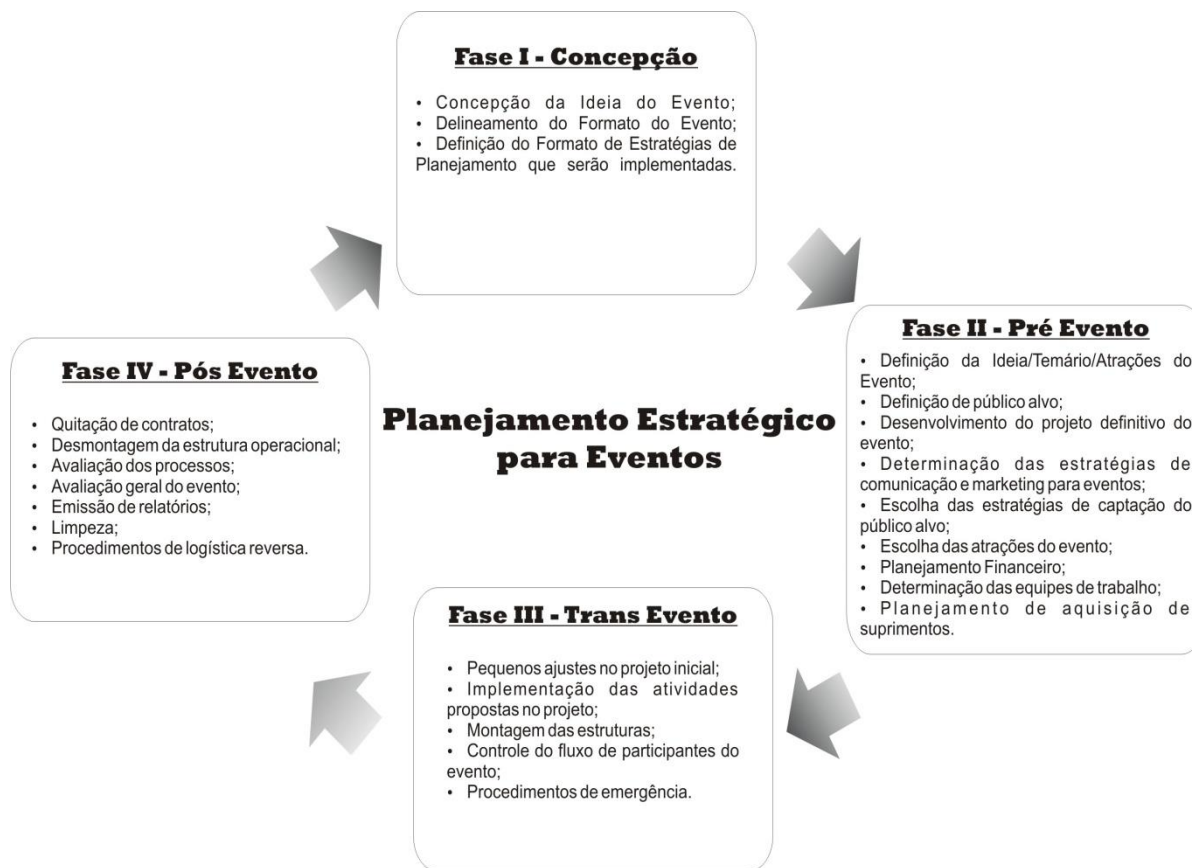 Fase I - Concepção
• Concepção da Ideia do Evento;
• Delineamento do Formato do Evento;
• Definição do Formato de Estratégias de
Planejamento que serão implementadas.
Fase II - Pré Evento
• Definição da Ideia/Temário/Atrações do
Evento;
• Definição de público alvo;
• Desenvolvimento do projeto definitivo do
evento;
• Determinação das estratégias de
comunicação e marketing para eventos;
• Escolha das estratégias de captação do
público alvo;
• Escolha das atrações do evento;
• Planejamento Financeiro;
• Determinação das equipes de trabalho;
• Planejamento de aquisição de
suprimentos.
Fase III - Trans Evento
• Pequenos ajustes no projeto inicial;
• Implementação das atividades
propostas no projeto;
• Montagem das estruturas;
• Controle do fluxo de participantes do
evento;
• Procedimentos de emergência.
Fase IV - Pós Evento
• Quitação de contratos;
• Desmontagem da estrutura operacional;
• Avaliação dos processos;
• Avaliação geral do evento;
• Emissão de relatórios;
• Limpeza;
• Procedimentos de logística reversa.
Planejamento Estratégico
para Eventos